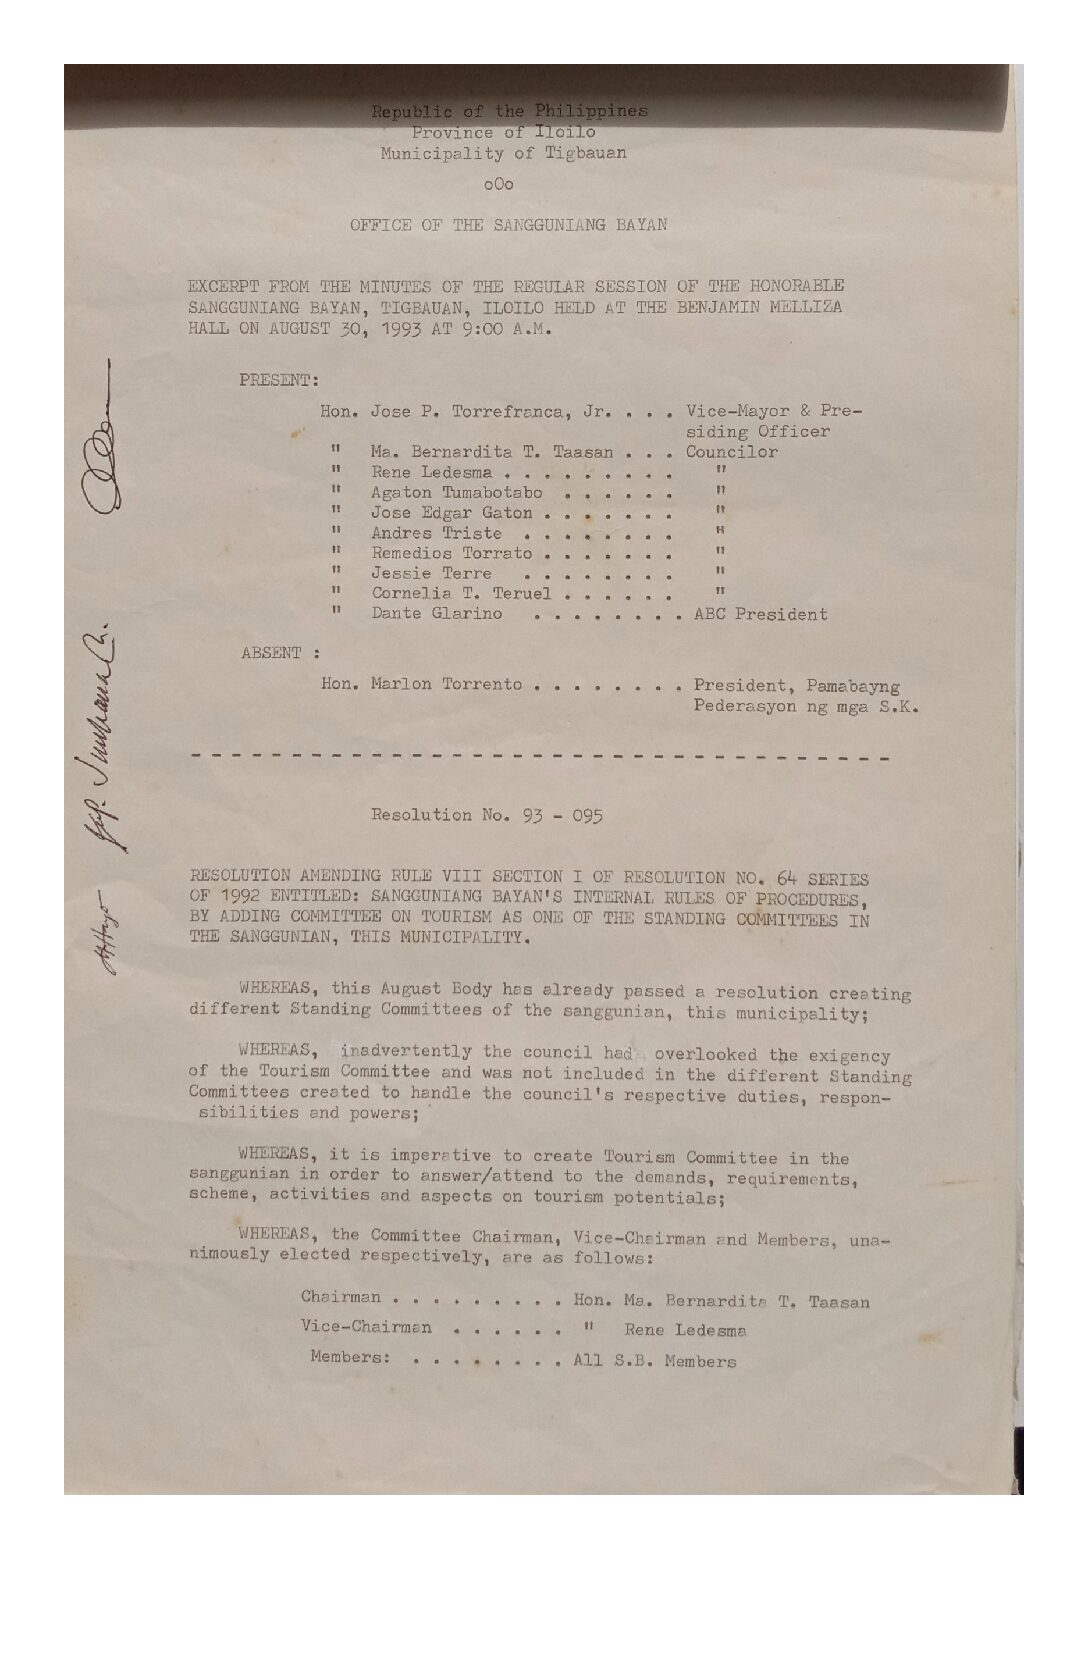 Republic of the Philippines
Province of Iloilo
Municipality of Tigbauan
oOo
OFFICE OF THE SANGGUNIANG BAYAN
EXCERPT FROM THE MINUTES OF THE REGULAR SESSION OF THE HONORABLE
SANGGUNIANG BAYAN, TIGBAUAN, ILOILO HELD AT THE BENJAMIN MELLIZA
HALL ON AUGUST 30, 1993 AT 9:00 A.M.
PRESENT:
Hon. Jose P. Torrefranca, Jr. . . . Vice-Mayor & Pre-
siding Officer
" Ma. Bernardita T. Taasan . . . Councilor
" Rene Ledesma . . . . . . . . . "
" Agaton Tumabotabo . . . . . . "
" Jose Edgar Gaton . . . . . . . "
" Andres Triste . . . . . . . . "
" Remedios Torrato . . . . . . . "
" Jessie Terre . . . . . . . . "
" Cornelia T. Teruel . . . . . . "
" Dante Glarino . . . . . . . . ABC President
ABSENT :
Hon. Marlon Torrento . . . . . . . . President, Pamabayng
Pederasyon ng mga S.K.
- - - - - - - - - - - - - - - - - - - - - - - - - - - - - - - - - - -
Resolution No. 93 - 095
RESOLUTION AMENDING RULE VIII SECTION I OF RESOLUTION NO. 64 SERIES
OF 1992 ENTITLED: SANGGUNIANG BAYAN'S INTERNAL RULES OF PROCEDURES,
BY ADDING COMMITTEE ON TOURISM AS ONE OF THE STANDING COMMITTEES IN
THE SANGGUNIAN, THIS MUNICIPALITY.
WHEREAS, this August Body has already passed a resolution creating
different Standing Committees of the sanggunian, this municipality;
WHEREAS, inadvertently the council had overlooked the exigency
of the Tourism Committee and was not included in the different Standing
Committees created to handle the council's respective duties, respon-
sibilities and powers;
WHEREAS, it is imperative to create Tourism Committee in the
sanggunian in order to answer/attend to the demands, requirements,
scheme, activities and aspects on tourism potentials;
WHEREAS, the Committee Chairman, Vice-Chairman and Members, una-
nimously elected respectively, are as follows:
Chairman . . . . . . . . . Hon. Ma. Bernardita T. Taasan
Vice-Chairman . . . . . . " Rene Ledesma
Members: . . . . . . . . All S.B. Members